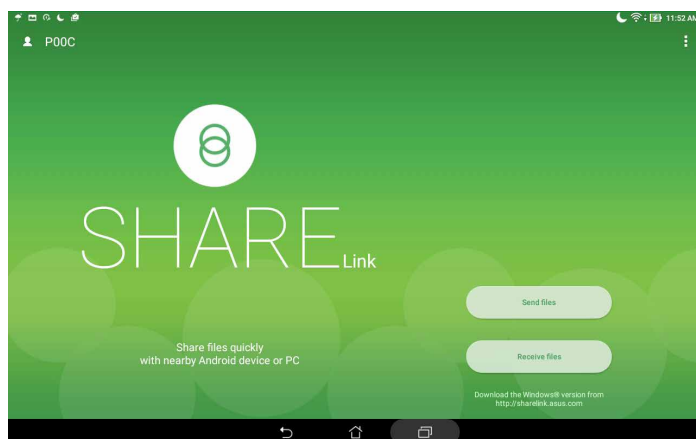 11:52 AM
P00C
SHARE Link
Share files quickly
with nearby Android device or PC
Send files
Receive files
Download the Windows® version from
http://sharelink.asus.com